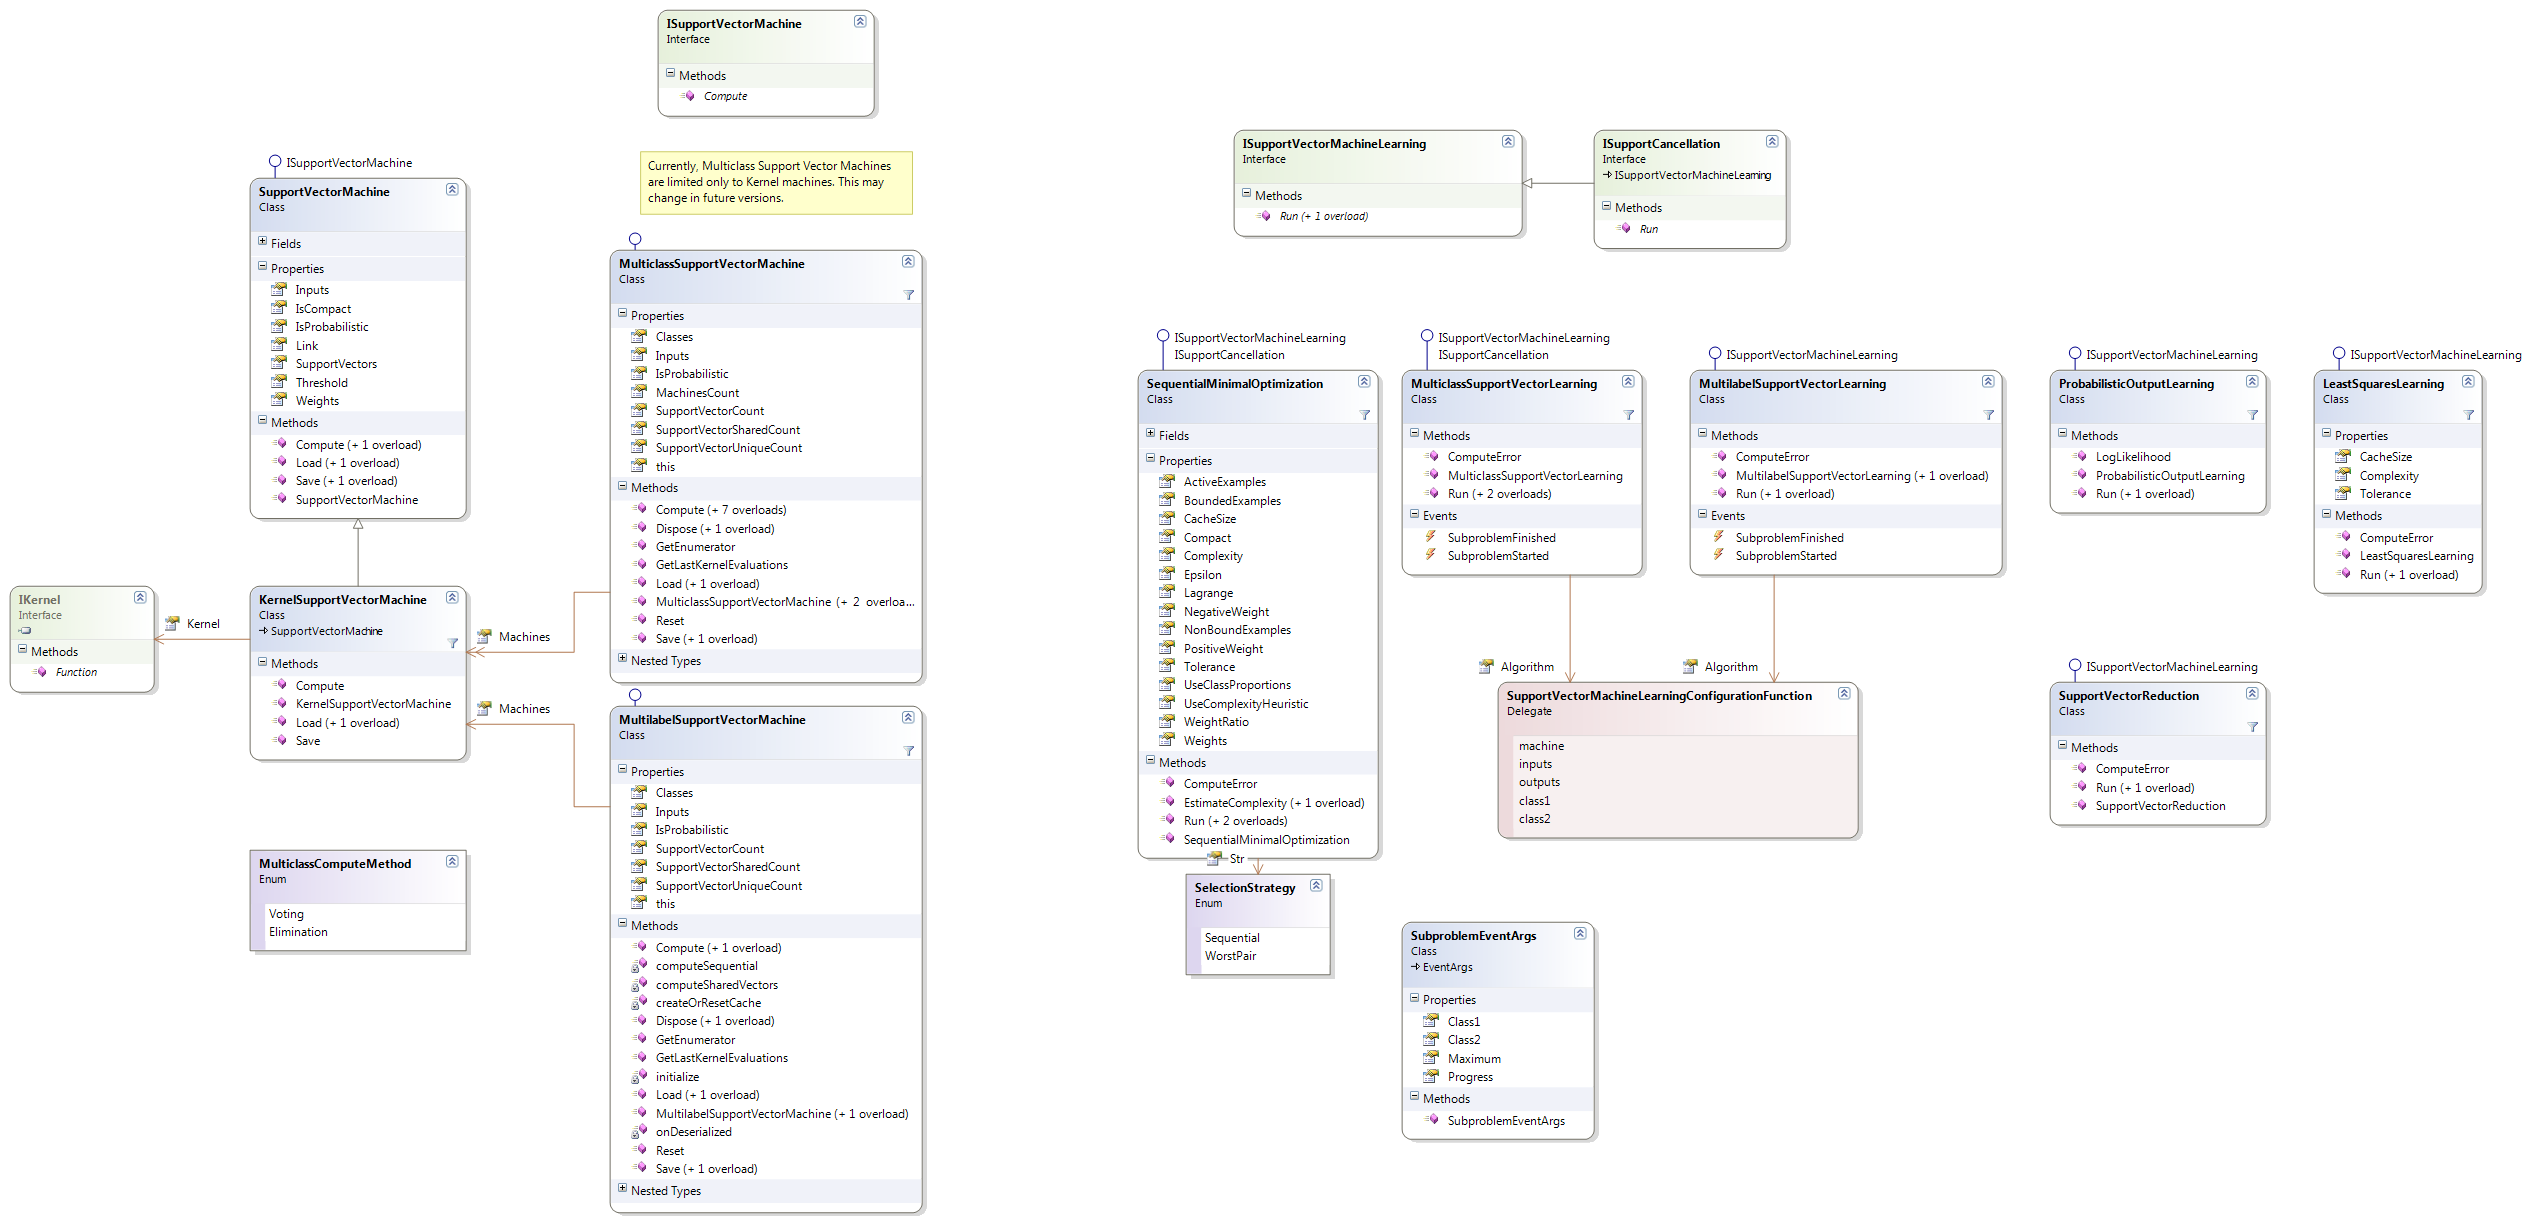 ISupportVectorMachine
Interface
Methods
Compute
Currently, Multiclass Support Vector Machines
are limited only to Kernel machines. This may
change in future versions.
ISupportVectorMachine
SupportVectorMachine
Class
Fields
Properties
Inputs
IsCompact
IsProbabilistic
Link
SupportVectors
Threshold
Weights
Methods
Compute (+ 1 overload)
Load (+ 1 overload)
Save (+ 1 overload)
SupportVectorMachine
IKernel
Interface
Methods
Function
Kernel
KernelSupportVectorMachine
Class
SupportVectorMachine
Methods
Compute
KernelSupportVectorMachine
Load (+ 1 overload)
Save
Machines
Machines
MulticlassComputeMethod
Enum
Voting
Elimination
MulticlassSupportVectorMachine
Class
Properties
Classes
Inputs
IsProbabilistic
MachinesCount
SupportVectorCount
SupportVectorSharedCount
SupportVectorUniqueCount
this
Methods
Compute (+ 7 overloads)
Dispose (+ 1 overload)
GetEnumerator
GetLastKernelEvaluations
Load (+ 1 overload)
MulticlassSupportVectorMachine (+ 2 overloa...
Reset
Save (+ 1 overload)
Nested Types
MultilabelSupportVectorMachine
Class
Properties
Classes
Inputs
IsProbabilistic
SupportVectorCount
SupportVectorSharedCount
SupportVectorUniqueCount
this
Methods
Compute (+ 1 overload)
computeSequential
computeSharedVectors
createOrResetCache
Dispose (+ 1 overload)
GetEnumerator
GetLastKernelEvaluations
initialize
Load (+ 1 overload)
MultilabelSupportVectorMachine (+ 1 overload)
onDeserialized
Reset
Save (+ 1 overload)
Nested Types
ISupportVectorMachineLearning
Interface
Methods
Run (+ 1 overload)
ISupportCancellation
Interface
ISupportVectorMachineLearning
Methods
Run
ISupportVectorMachineLearning
ISupportCancellation
SequentialMinimalOptimization
Class
Fields
Properties
ActiveExamples
BoundedExamples
CacheSize
Compact
Complexity
Epsilon
Lagrange
NegativeWeight
NonBoundExamples
PositiveWeight
Tolerance
UseClassProportions
UseComplexityHeuristic
WeightRatio
Weights
Methods
ComputeError
EstimateComplexity (+ 1 overload)
Run (+ 2 overloads)
SequentialMinimalOptimization
Str
SelectionStrategy
Enum
Sequential
WorstPair
ISupportVectorMachineLearning
ISupportCancellation
MulticlassSupportVectorLearning
Class
Methods
ComputeError
MulticlassSupportVectorLearning
Run (+ 2 overloads)
Events
SubproblemFinished
SubproblemStarted
ISupportVectorMachineLearning
MultilabelSupportVectorLearning
Class
Methods
ComputeError
MultilabelSupportVectorLearning (+ 1 overload)
Run (+ 1 overload)
Events
SubproblemFinished
SubproblemStarted
Algorithm
Algorithm
SupportVectorMachineLearningConfigurationFunction
Delegate
machine
inputs
outputs
class1
class2
SubproblemEventArgs
Class
EventArgs
Properties
Class1
Class2
Maximum
Progress
Methods
SubproblemEventArgs
ISupportVectorMachineLearning
ProbabilisticOutputLearning
Class
Methods
LogLikelihood
ProbabilisticOutputLearning
Run (+ 1 overload)
ISupportVectorMachineLearning
LeastSquaresLearning
Class
Properties
CacheSize
Complexity
Tolerance
Methods
ComputeError
LeastSquaresLearning
Run (+ 1 overload)
ISupportVectorMachineLearning
SupportVectorReduction
Class
Methods
ComputeError
Run (+ 1 overload)
SupportVectorReduction